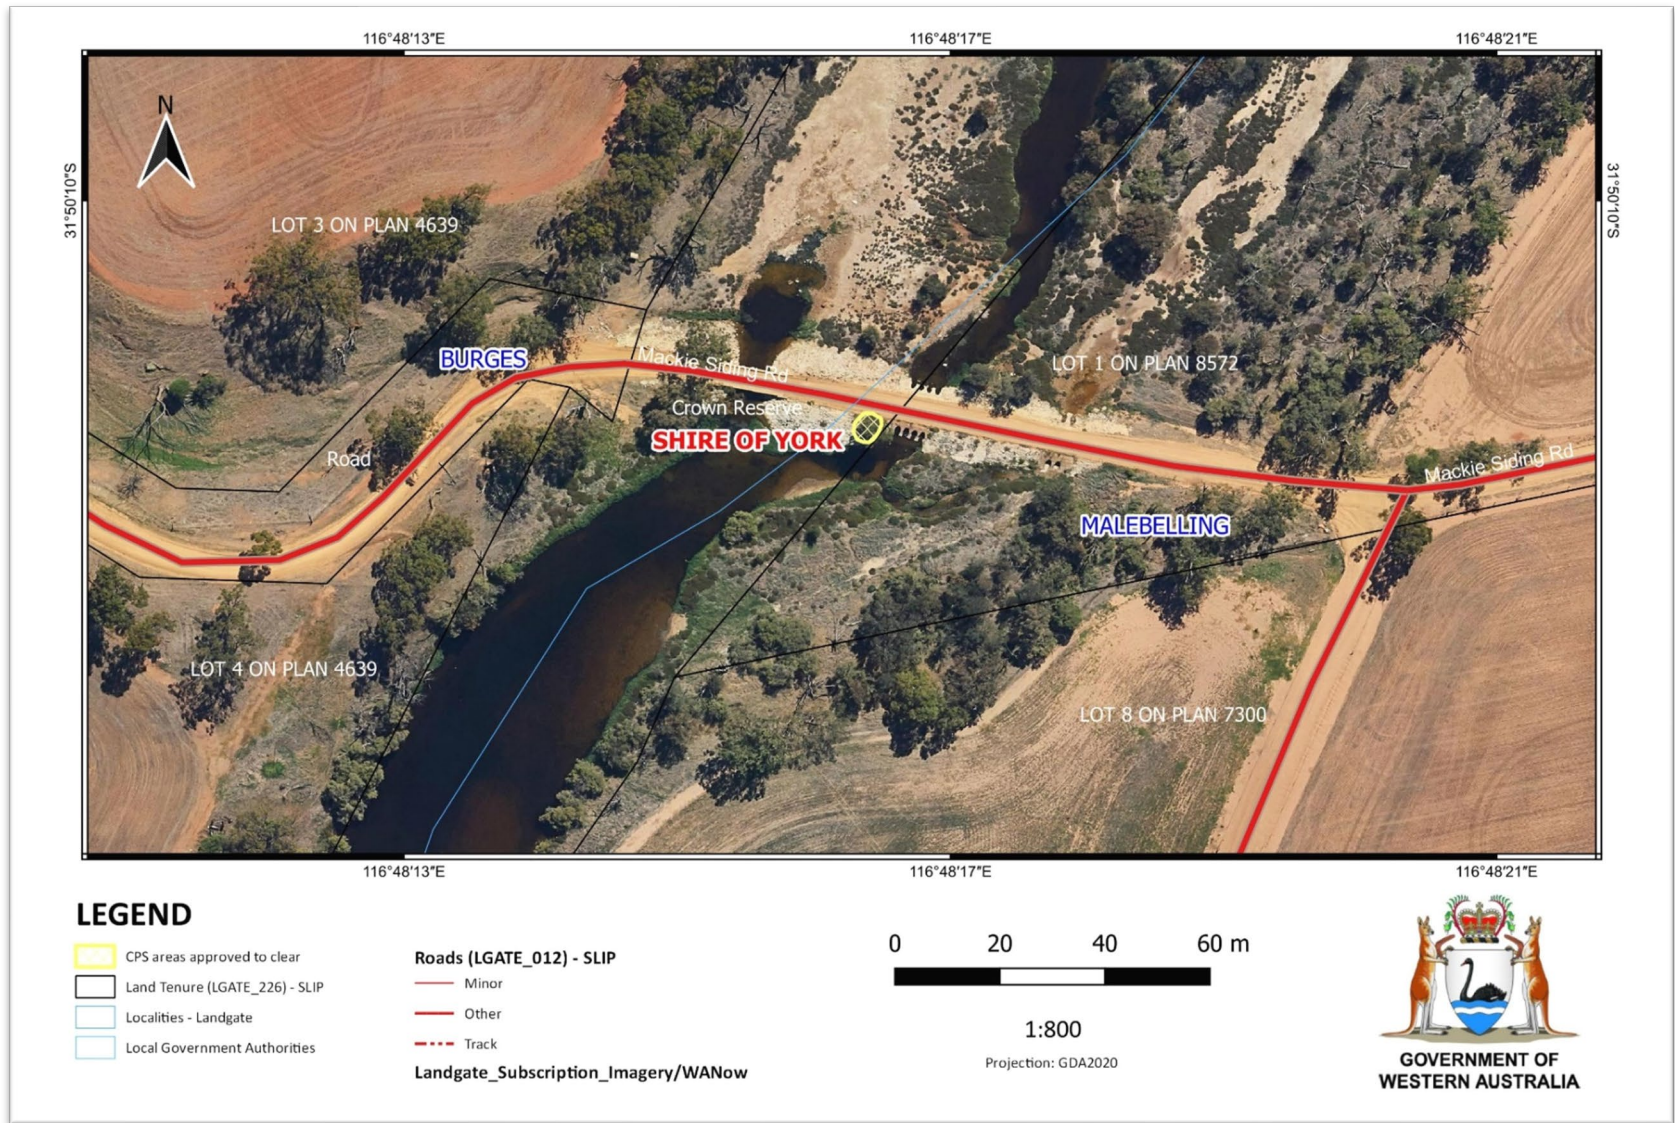 116°48'13"E
116°48'17"E
116°48'21"E
31°50'10"S
31°50'10"S
N
LOT 3 ON PLAN 4639
BURGES
Mackie Siding Rd
LOT 1 ON PLAN 8572
Crown Reserve
SHIRE OF YORK
Road
Mackie Siding Rd
MALEBELLING
LOT 4 ON PLAN 4639
LOT 8 ON PLAN 7300
116°48'13"E
116°48'17"E
116°48'21"E
LEGEND
CPS areas approved to clear
Land Tenure (LGATE_226) - SLIP
Localities - Landgate
Local Government Authorities
Roads (LGATE_012) - SLIP
Minor
Other
Track
Landgate_Subscription_Imagery/WANow
0 20 40 60 m
1:800
Projection: GDA2020
GOVERNMENT OF
WESTERN AUSTRALIA